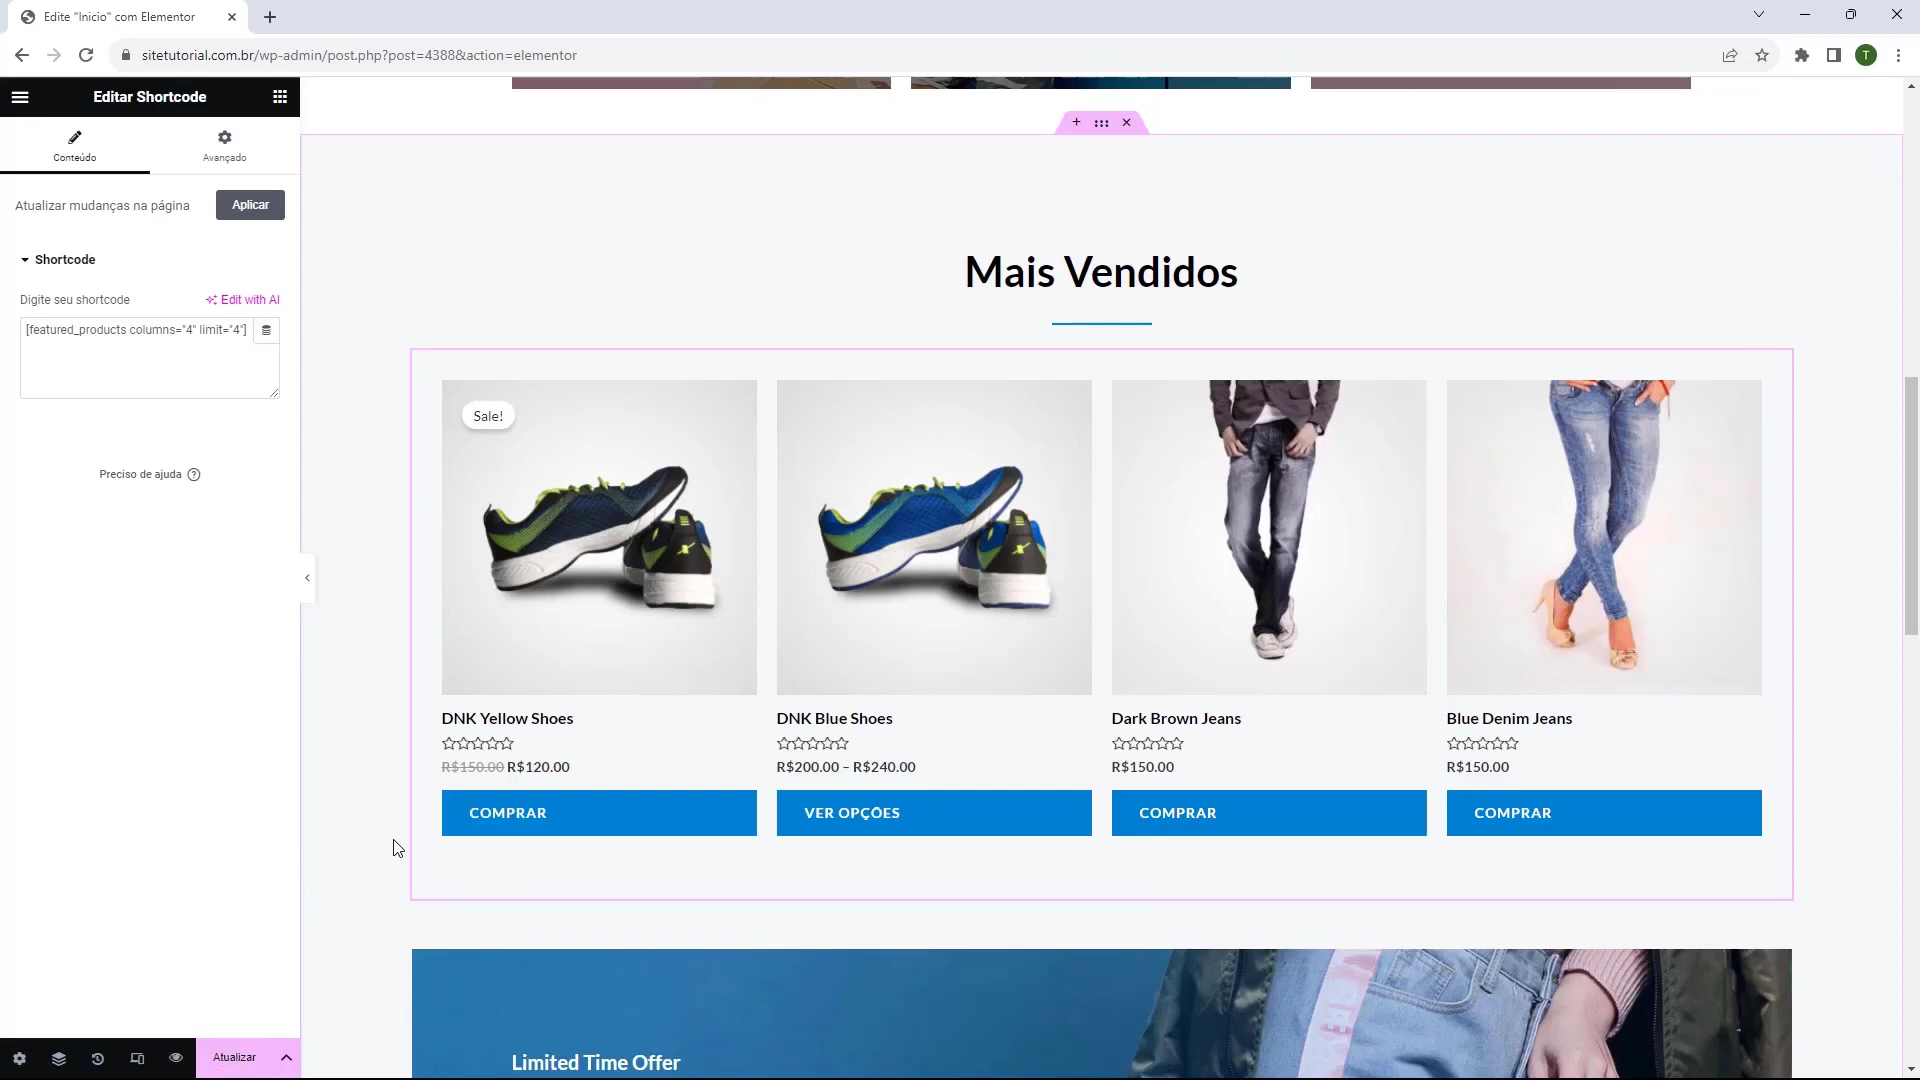 Edite "Inicio" com Elementor
sitetutorial.com.br/wp-admin/post.php?post=4388&action=elementor
T
Editar Shortcode
Conteúdo
Avançado
Atualizar mudanças na página
Aplicar
Shortcode
Digite seu shortcode
Edit with AI
[featured_products columns="4" limit="4"]
Preciso de ajuda
Atualizar
Mais Vendidos
Sale!
DNK Yellow Shoes
R$150.00 R$120.00
COMPRAR
DNK Blue Shoes
R$200.00 – R$240.00
VER OPÇÕES
Dark Brown Jeans
R$150.00
COMPRAR
Blue Denim Jeans
R$150.00
COMPRAR
Limited Time Offer